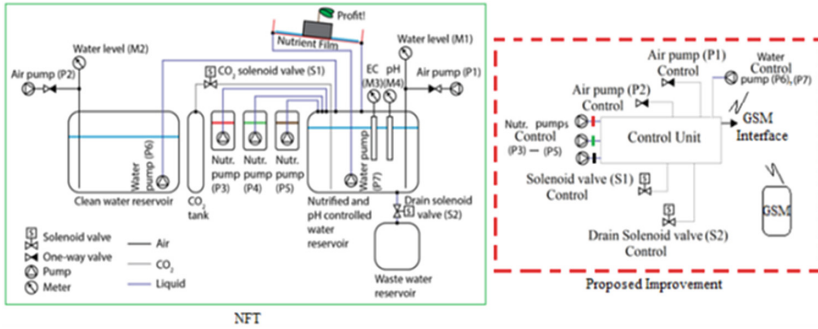 Profit!
Nutrient Film
Water level (M2)
Water level (M1)
Air pump (P2)
CO2 solenoid valve (S1)
EC pH
(M3)(M4)
Air pump (P1)
Water
pump (P6)
Nutr.
pump
(P3)
Nutr.
pump
(P4)
Nutr.
pump
(P5)
Water pump
(P7)
Clean water reservoir
CO2
tank
Nutrified and
pH controlled
water
reservoir
Drain solenoid
valve (S2)
Waste water
reservoir
S Solenoid valve
One-way valve
Pump
Meter
Air
CO2
Liquid
NFT
Air pump (P1)
Control
Water
Control
pump (P6),(P7)
Air pump (P2)
Control
Nutr. pumps
Control
(P3) — (P5)
Control Unit
GSM
Interface
Solenoid valve (S1)
Control
S
GSM
S
Drain Solenoid valve (S2)
Control
Proposed Improvement